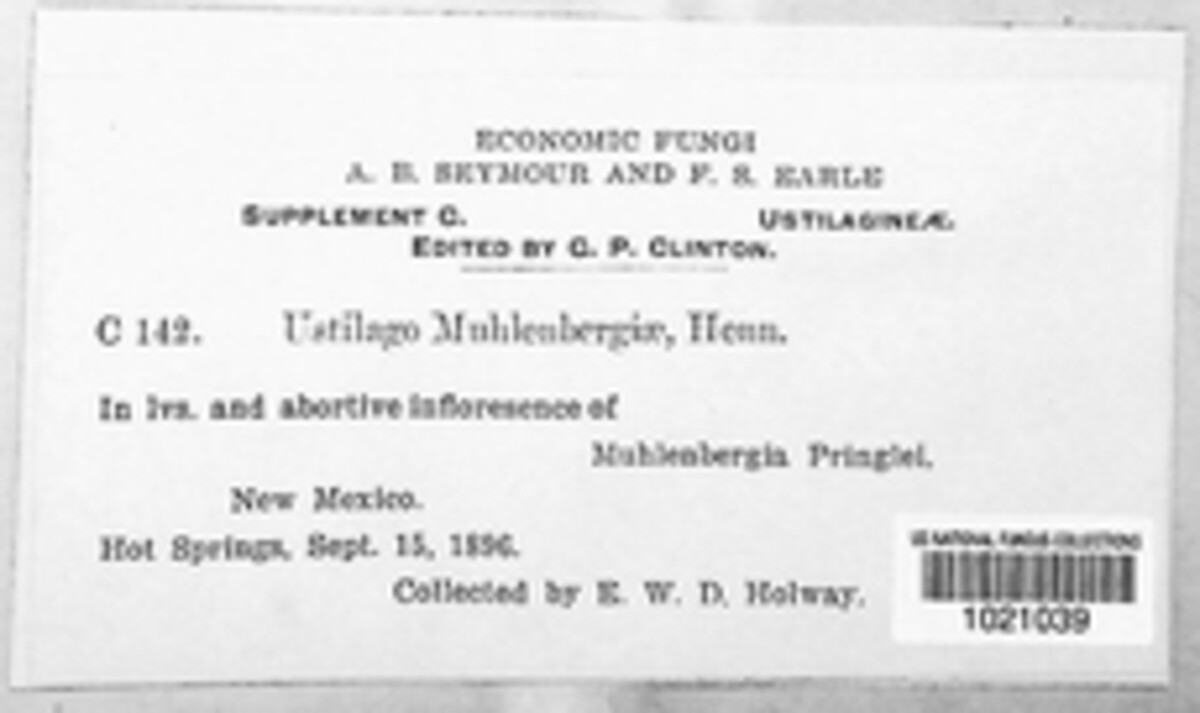 ECONOMIC FUNGI
A. B. SEYMOUR AND F. S. EARLE
SUPPLEMENT C. USTILAGINEÆ.
EDITED BY G. P. CLINTON.
C 142. Ustilago Muhlenbergiæ, Henn.
In lvs. and abortive infloresence of
Muhlenbergia Pringlei.
New Mexico.
Hot Springs, Sept. 15, 1896.
Collected by E. W. D. Holway.
US NATIONAL FUNGUS COLLECTIONS
1021039